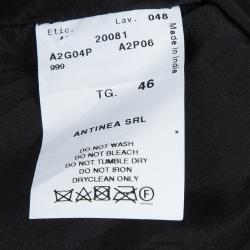 Etic. Lav. 048
20081
A2G04P A2P06
999
Made in India
TG. 46
ANTINEA SRL
DO NOT WASH
DO NOT BLEACH
DO NOT TUMBLE DRY
DO NOT IRON
DRYCLEAN ONLY
F